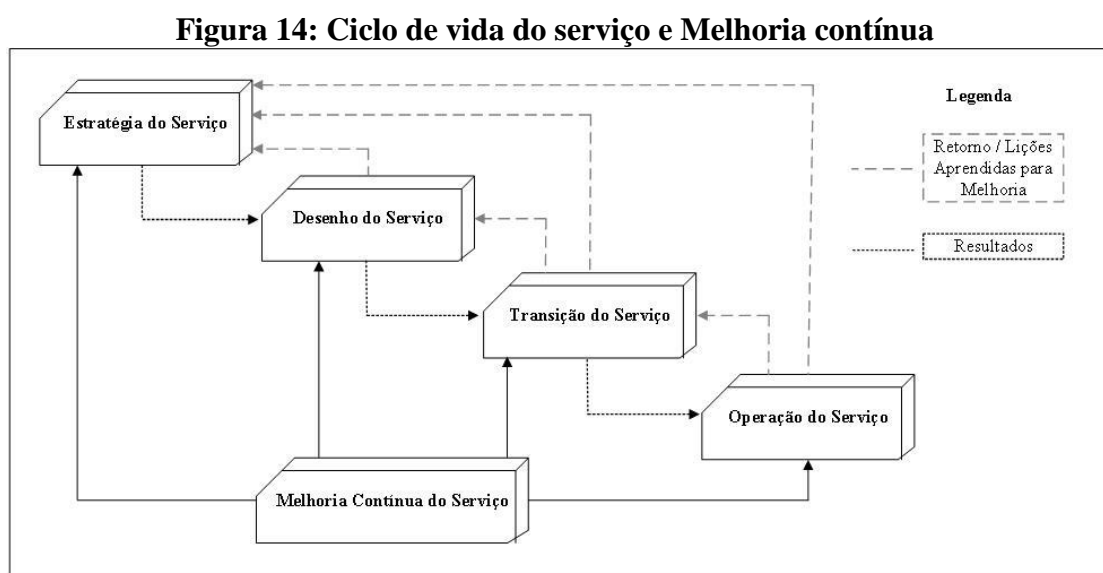 Figura 14: Ciclo de vida do serviço e Melhoria contínua
Estratégia do Serviço
Desenho do Serviço
Transição do Serviço
Operação do Serviço
Melhoria Contínua do Serviço
Legenda
Retorno / Lições
Aprendidas para
Melhoria
Resultados